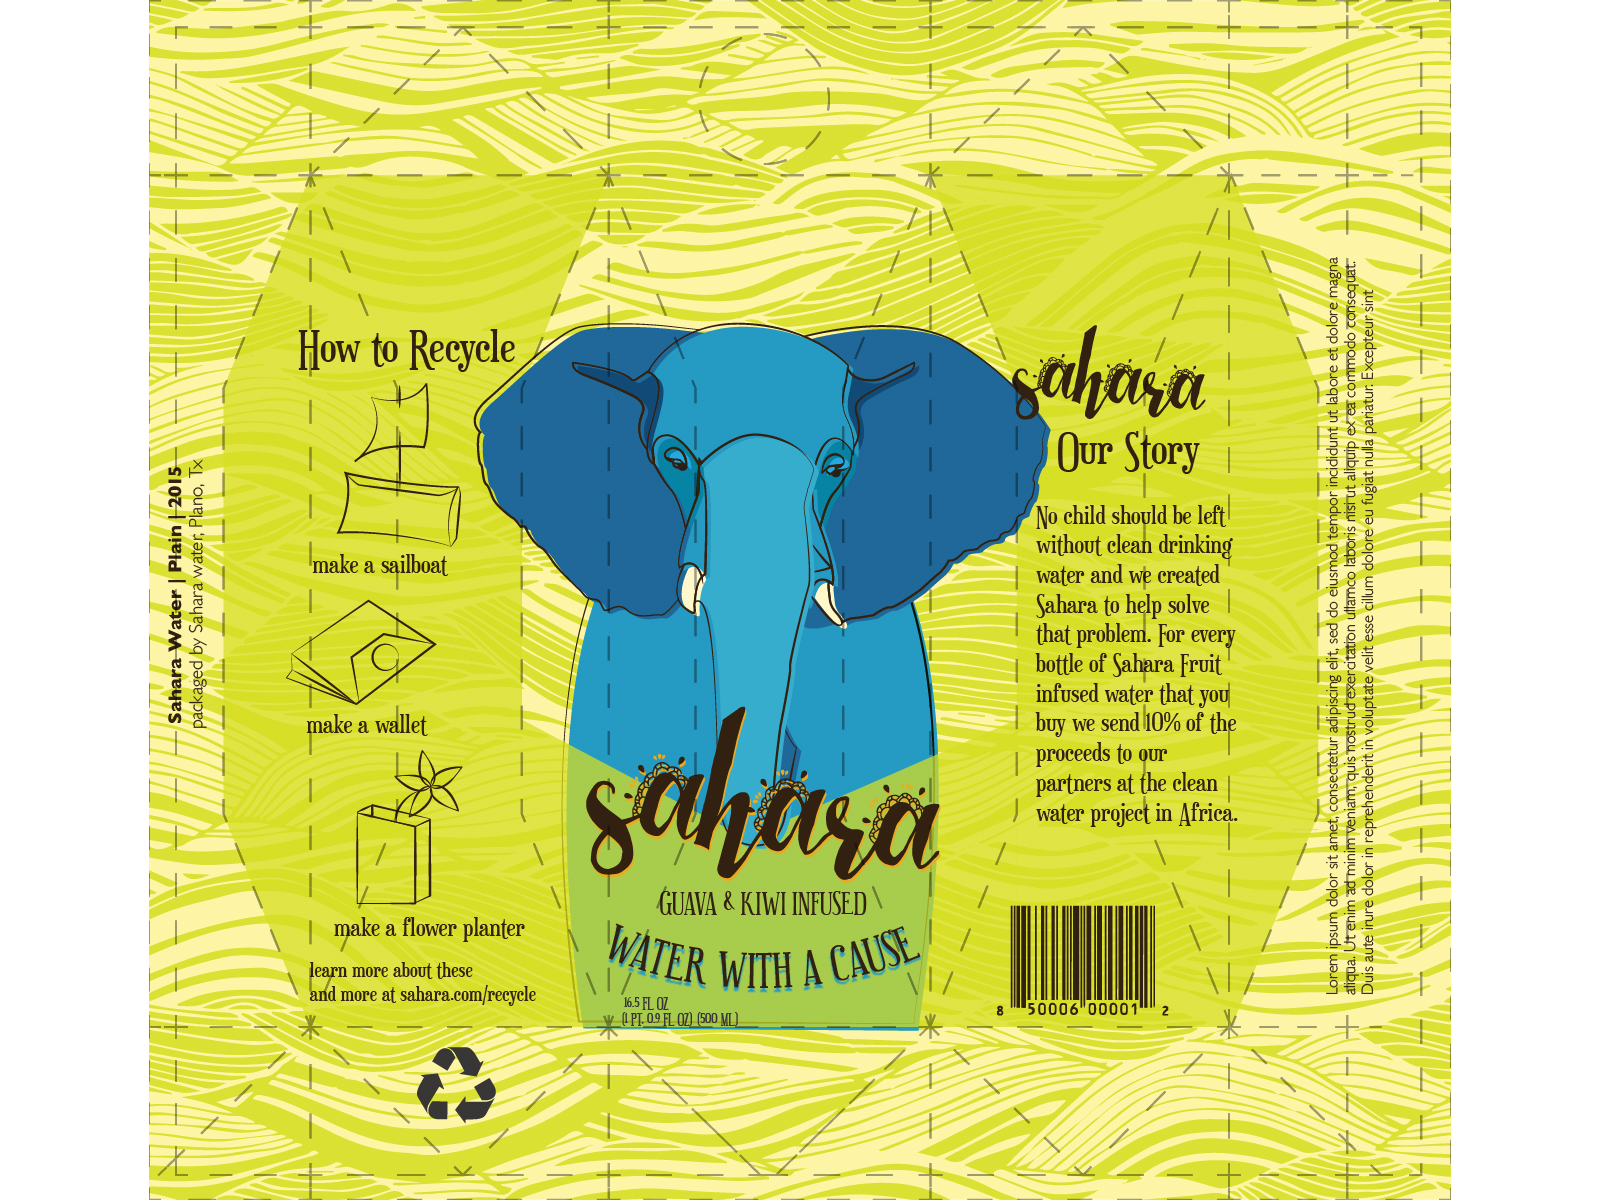 Sahara Water | Plain | 2015
packaged by Sahara water, Plano, Tx
How to Recycle
make a sailboat
make a wallet
make a flower planter
learn more about these
and more at sahara.com/recycle
sahara
GUAVA & KIWI INFUSED
WATER WITH A CAUSE
16.5 FL OZ
(1 PT. 0.9 FL OZ) (500 ML)
sahara
Our Story
No child should be left
without clean drinking
water and we created
Sahara to help solve
that problem. For every
bottle of Sahara Fruit
infused water that you
buy we send 10% of the
proceeds to our
partners at the clean
water project in Africa.
8 50006 00001 2
Lorem ipsum dolor sit amet, consectetur adipiscing elit, sed do eiusmod tempor incididunt ut labore et dolore magna
aliqua. Ut enim ad minim veniam, quis nostrud exercitation ullamco laboris nisi ut aliquip ex ea commodo consequat.
Duis aute irure dolor in reprehenderit in voluptate velit esse cillum dolore eu fugiat nulla pariatur. Excepteur sint